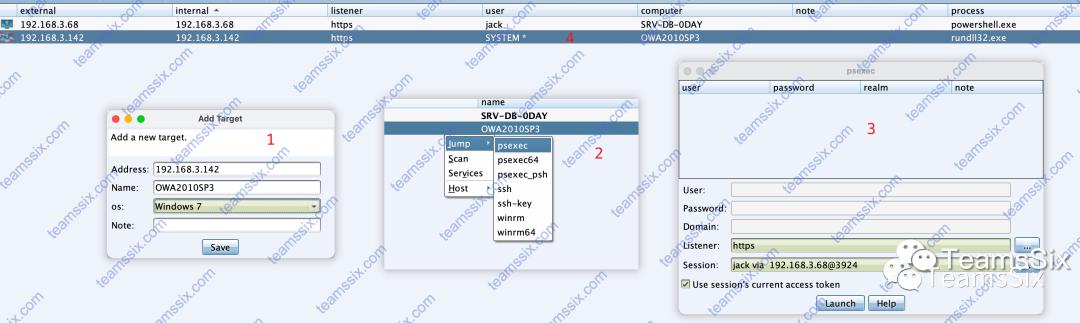 external internal listener user computer note process
192.168.3.68 192.168.3.68 https jack SRV-DB-0DAY powershell.exe
192.168.3.142 192.168.3.142 https SYSTEM * 4 OWA2010SP3 rundll32.exe
Add Target
Add a new target.
1
Address: 192.168.3.142
Name: OWA2010SP3
os: Windows 7
Note:
Save
name
SRV-DB-0DAY
OWA2010SP3
Jump
Scan
Services
Host
psexec
psexec64
psexec_psh
ssh
ssh-key
winrm
winrm64
2
psexec
user password realm note
3
User:
Password:
Domain:
Listener: https ...
Session: jack via 192.168.3.68@3924
Use session's current access token
Launch Help
TeamsSix
TeamsSix
teamssix.com